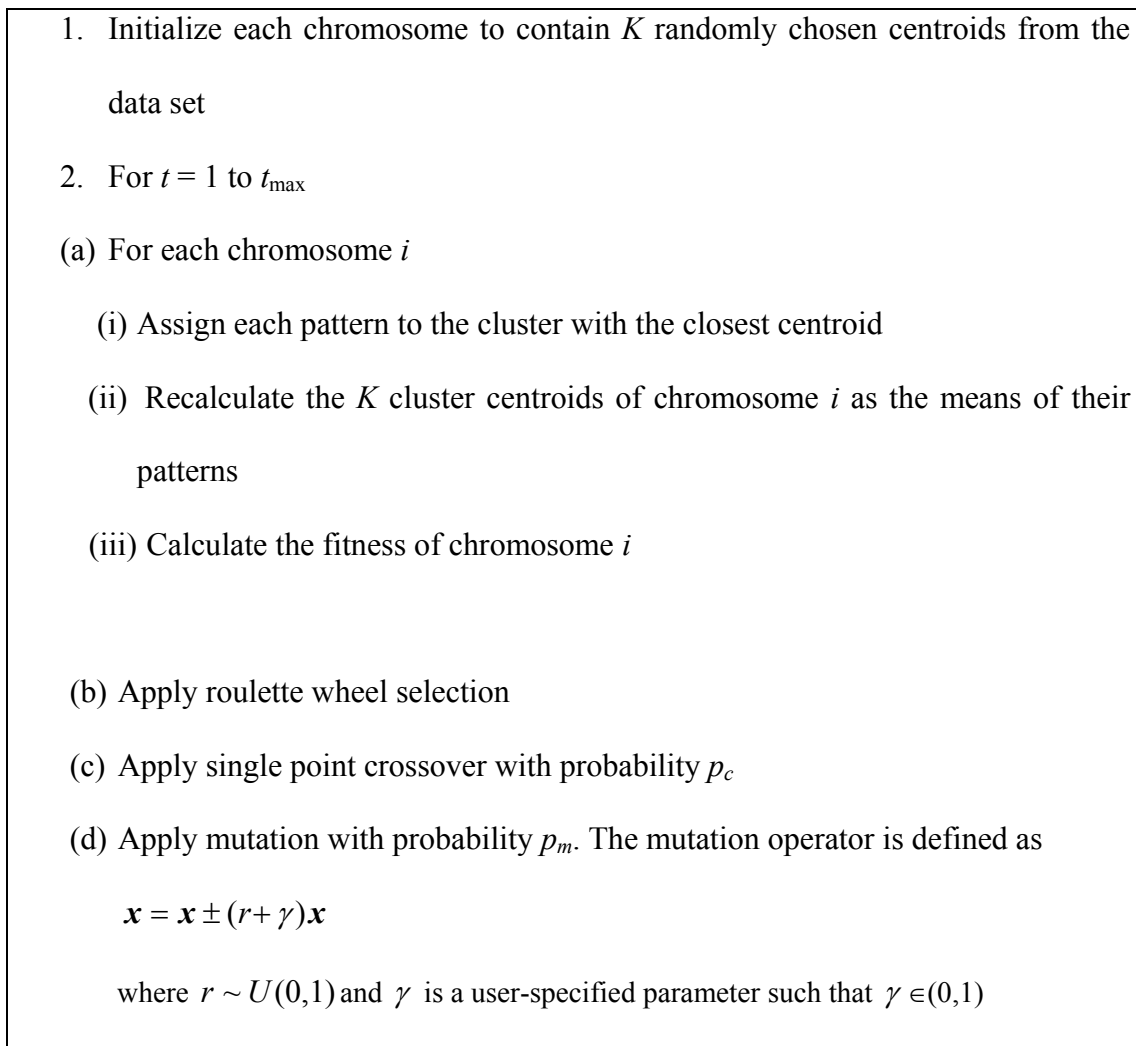 1. Initialize each chromosome to contain K randomly chosen centroids from the
data set
2. For t = 1 to tmax
(a) For each chromosome i
(i) Assign each pattern to the cluster with the closest centroid
(ii) Recalculate the K cluster centroids of chromosome i as the means of their
patterns
(iii) Calculate the fitness of chromosome i
(b) Apply roulette wheel selection
(c) Apply single point crossover with probability pc
(d) Apply mutation with probability pm. The mutation operator is defined as
x = x ± (r + γ)x
where r ~ U(0,1) and γ is a user-specified parameter such that γ ∈(0,1)